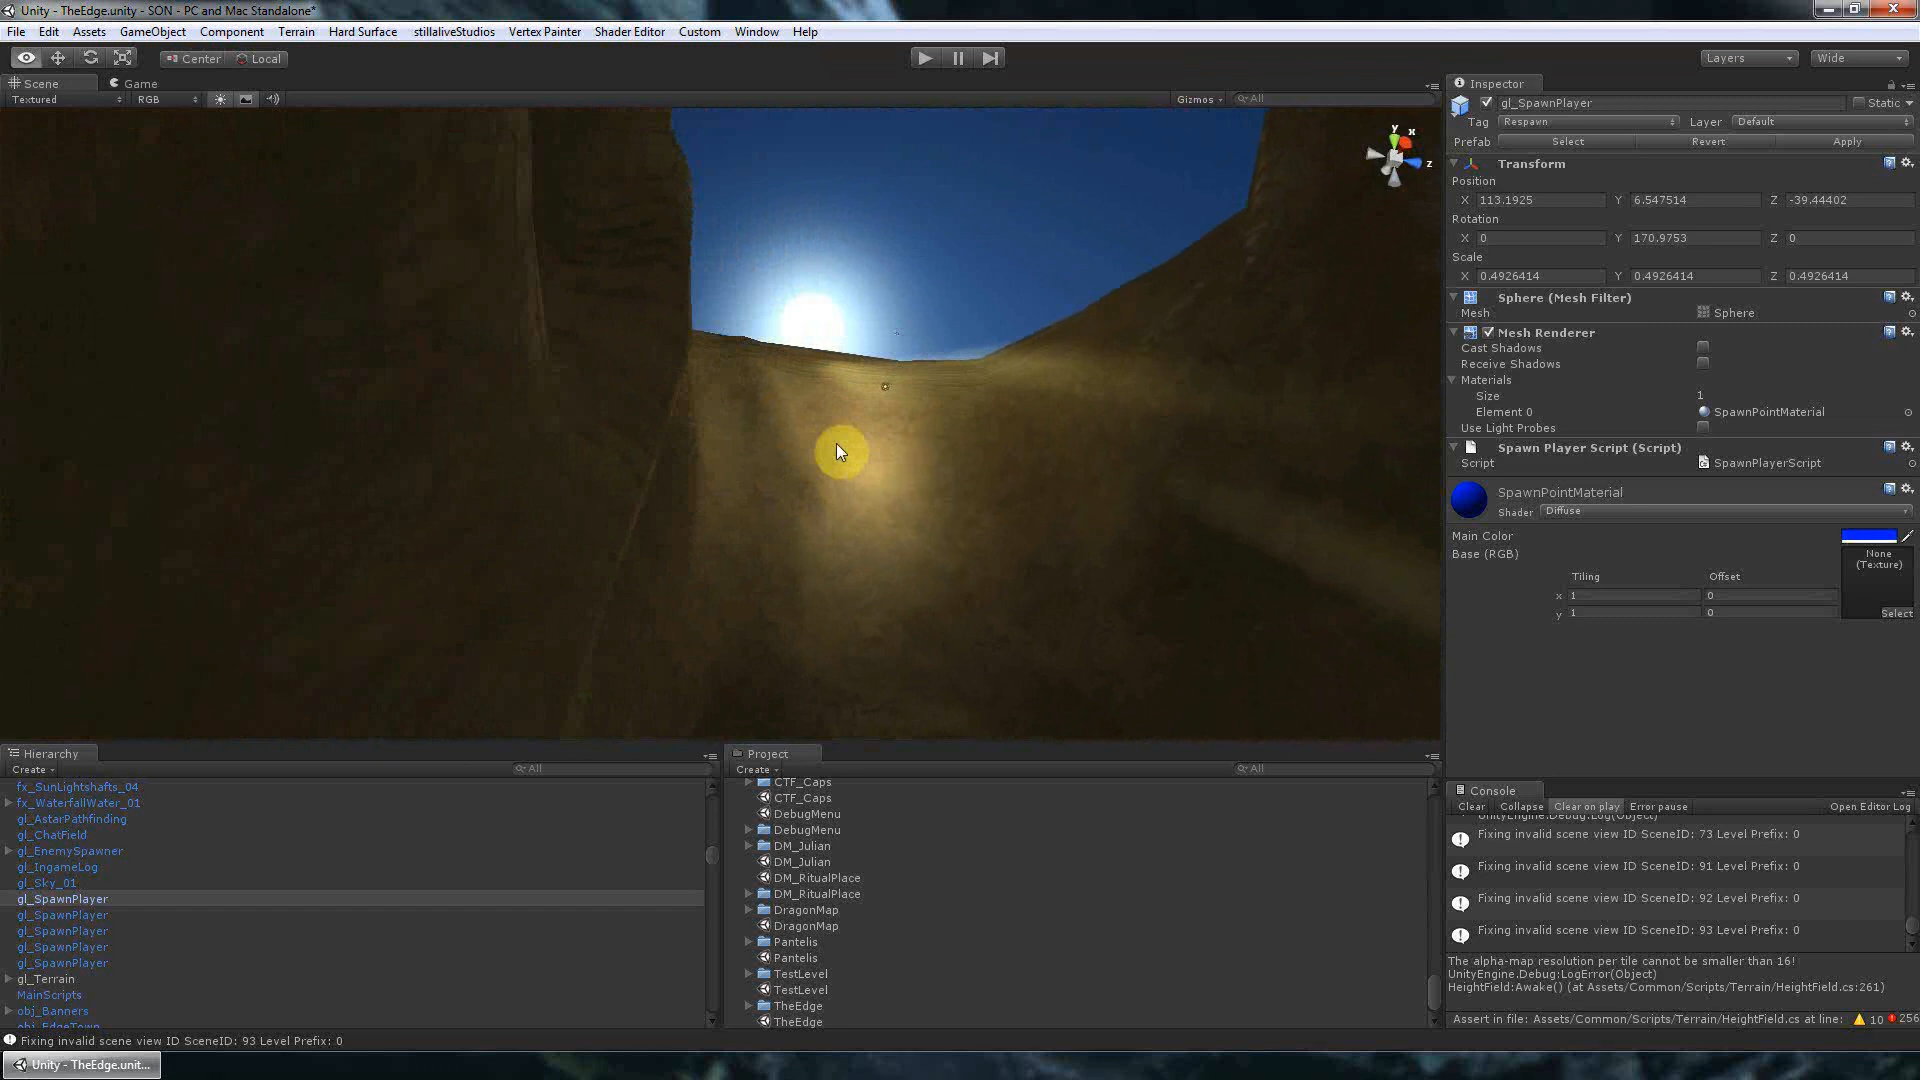 Unity - TheEdge.unity - SON - PC and Mac Standalone*
File Edit Assets GameObject Component Terrain Hard Surface stillaliveStudios Vertex Painter Shader Editor Custom Window Help
Center Local Layers Wide
Scene Game
Textured RGB Gizmos All
y x z
Inspector
gl_SpawnPlayer Static
Tag Respawn Layer Default
Prefab Select Revert Apply
Transform
Position
X 113.1925 Y 6.547514 Z -39.44402
Rotation
X 0 Y 170.9753 Z 0
Scale
X 0.4926414 Y 0.4926414 Z 0.4926414
Sphere (Mesh Filter)
Mesh Sphere
Mesh Renderer
Cast Shadows
Receive Shadows
Materials
Size 1
Element 0 SpawnPointMaterial
Use Light Probes
Spawn Player Script (Script)
Script SpawnPlayerScript
SpawnPointMaterial
Shader Diffuse
Main Color
Base (RGB) None (Texture)
Tiling Offset
x 1 0
y 1 0
Select
Hierarchy
Create All
fx_SunLightshafts_04
fx_WaterfallWater_01
gl_AstarPathfinding
gl_ChatField
gl_EnemySpawner
gl_IngameLog
gl_Sky_01
gl_SpawnPlayer
gl_SpawnPlayer
gl_SpawnPlayer
gl_SpawnPlayer
gl_SpawnPlayer
gl_Terrain
MainScripts
obj_Banners
obj_EdgeTown
Project
Create All
CTF_Caps
CTF_Caps
DebugMenu
DebugMenu
DM_Julian
DM_Julian
DM_RitualPlace
DM_RitualPlace
DragonMap
DragonMap
Pantelis
Pantelis
TestLevel
TestLevel
TheEdge
TheEdge
Console
Clear Collapse Clear on play Error pause Open Editor Log
UnityEngine.Debug:Log(Object)
Fixing invalid scene view ID SceneID: 73 Level Prefix: 0
Fixing invalid scene view ID SceneID: 91 Level Prefix: 0
Fixing invalid scene view ID SceneID: 92 Level Prefix: 0
Fixing invalid scene view ID SceneID: 93 Level Prefix: 0
The alpha-map resolution per tile cannot be smaller than 16!
UnityEngine.Debug:LogError(Object)
HeightField:Awake() (at Assets/Common/Scripts/Terrain/HeightField.cs:261)
Assert in file: Assets/Common/Scripts/Terrain/HeightField.cs at line: 10 256
Fixing invalid scene view ID SceneID: 93 Level Prefix: 0
Unity - TheEdge.unit...